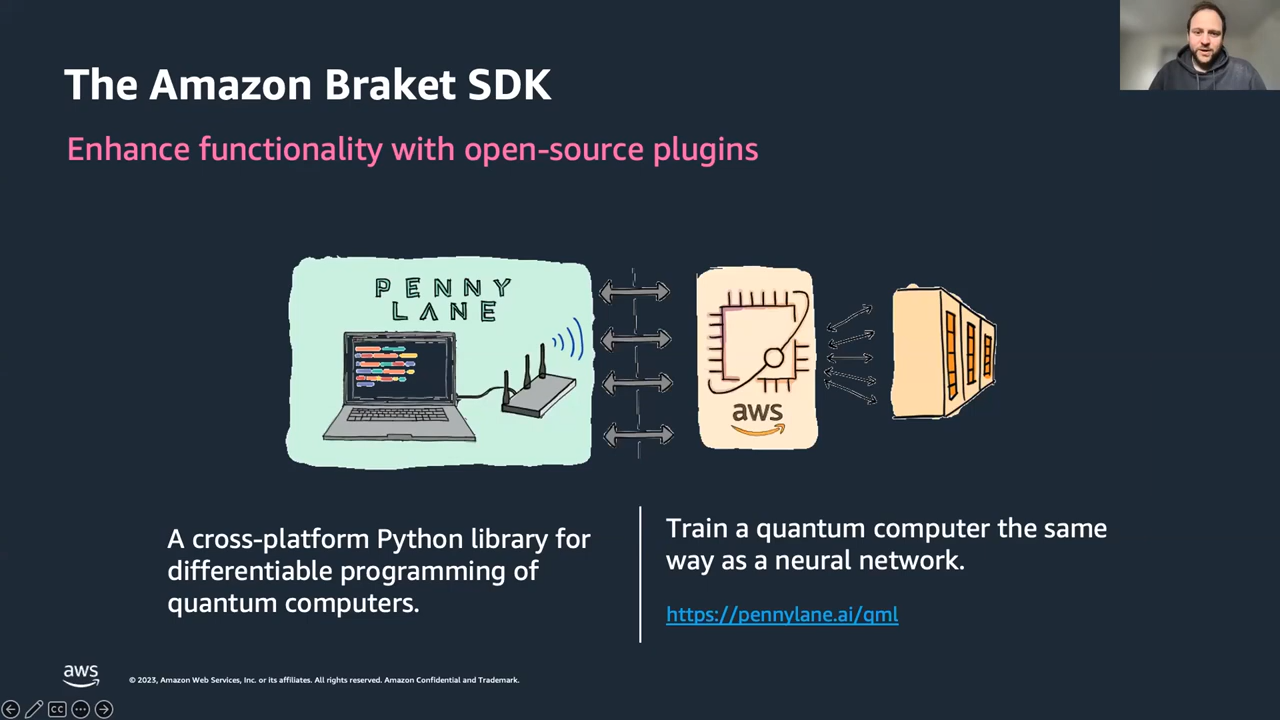 The Amazon Braket SDK
Enhance functionality with open-source plugins
PENNY
LANE
aws
A cross-platform Python library for
differentiable programming of
quantum computers.
Train a quantum computer the same
way as a neural network.
https://pennylane.ai/qml
aws
© 2023, Amazon Web Services, Inc. or its affiliates. All rights reserved. Amazon Confidential and Trademark.
CC